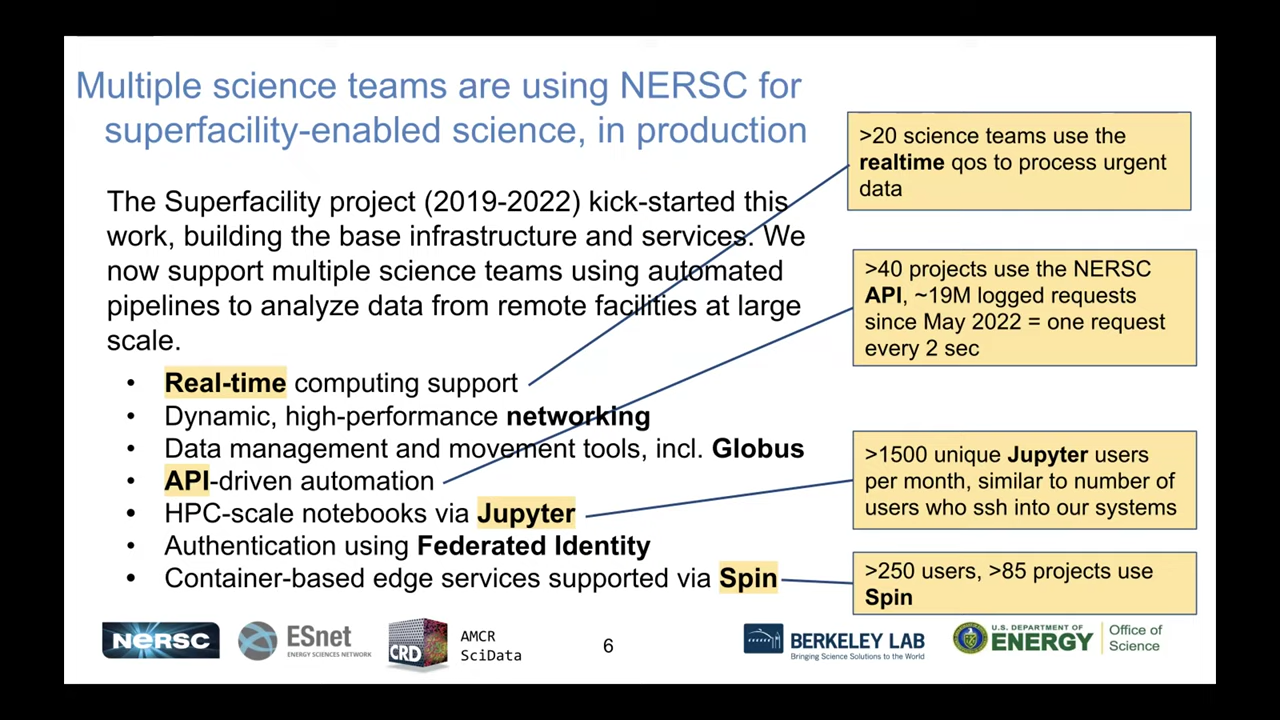 Multiple science teams are using NERSC for
superfacility-enabled science, in production
The Superfacility project (2019-2022) kick-started this
work, building the base infrastructure and services. We
now support multiple science teams using automated
pipelines to analyze data from remote facilities at large
scale.
• Real-time computing support
• Dynamic, high-performance networking
• Data management and movement tools, incl. Globus
• API-driven automation
• HPC-scale notebooks via Jupyter
• Authentication using Federated Identity
• Container-based edge services supported via Spin
>20 science teams use the
realtime qos to process urgent
data
>40 projects use the NERSC
API, ~19M logged requests
since May 2022 = one request
every 2 sec
>1500 unique Jupyter users
per month, similar to number of
users who ssh into our systems
>250 users, >85 projects use
Spin
NERSC
ESnet
ENERGY SCIENCES NETWORK
CRD
AMCR
SciData
6
BERKELEY LAB
Bringing Science Solutions to the World
U.S. DEPARTMENT OF
ENERGY
Office of
Science